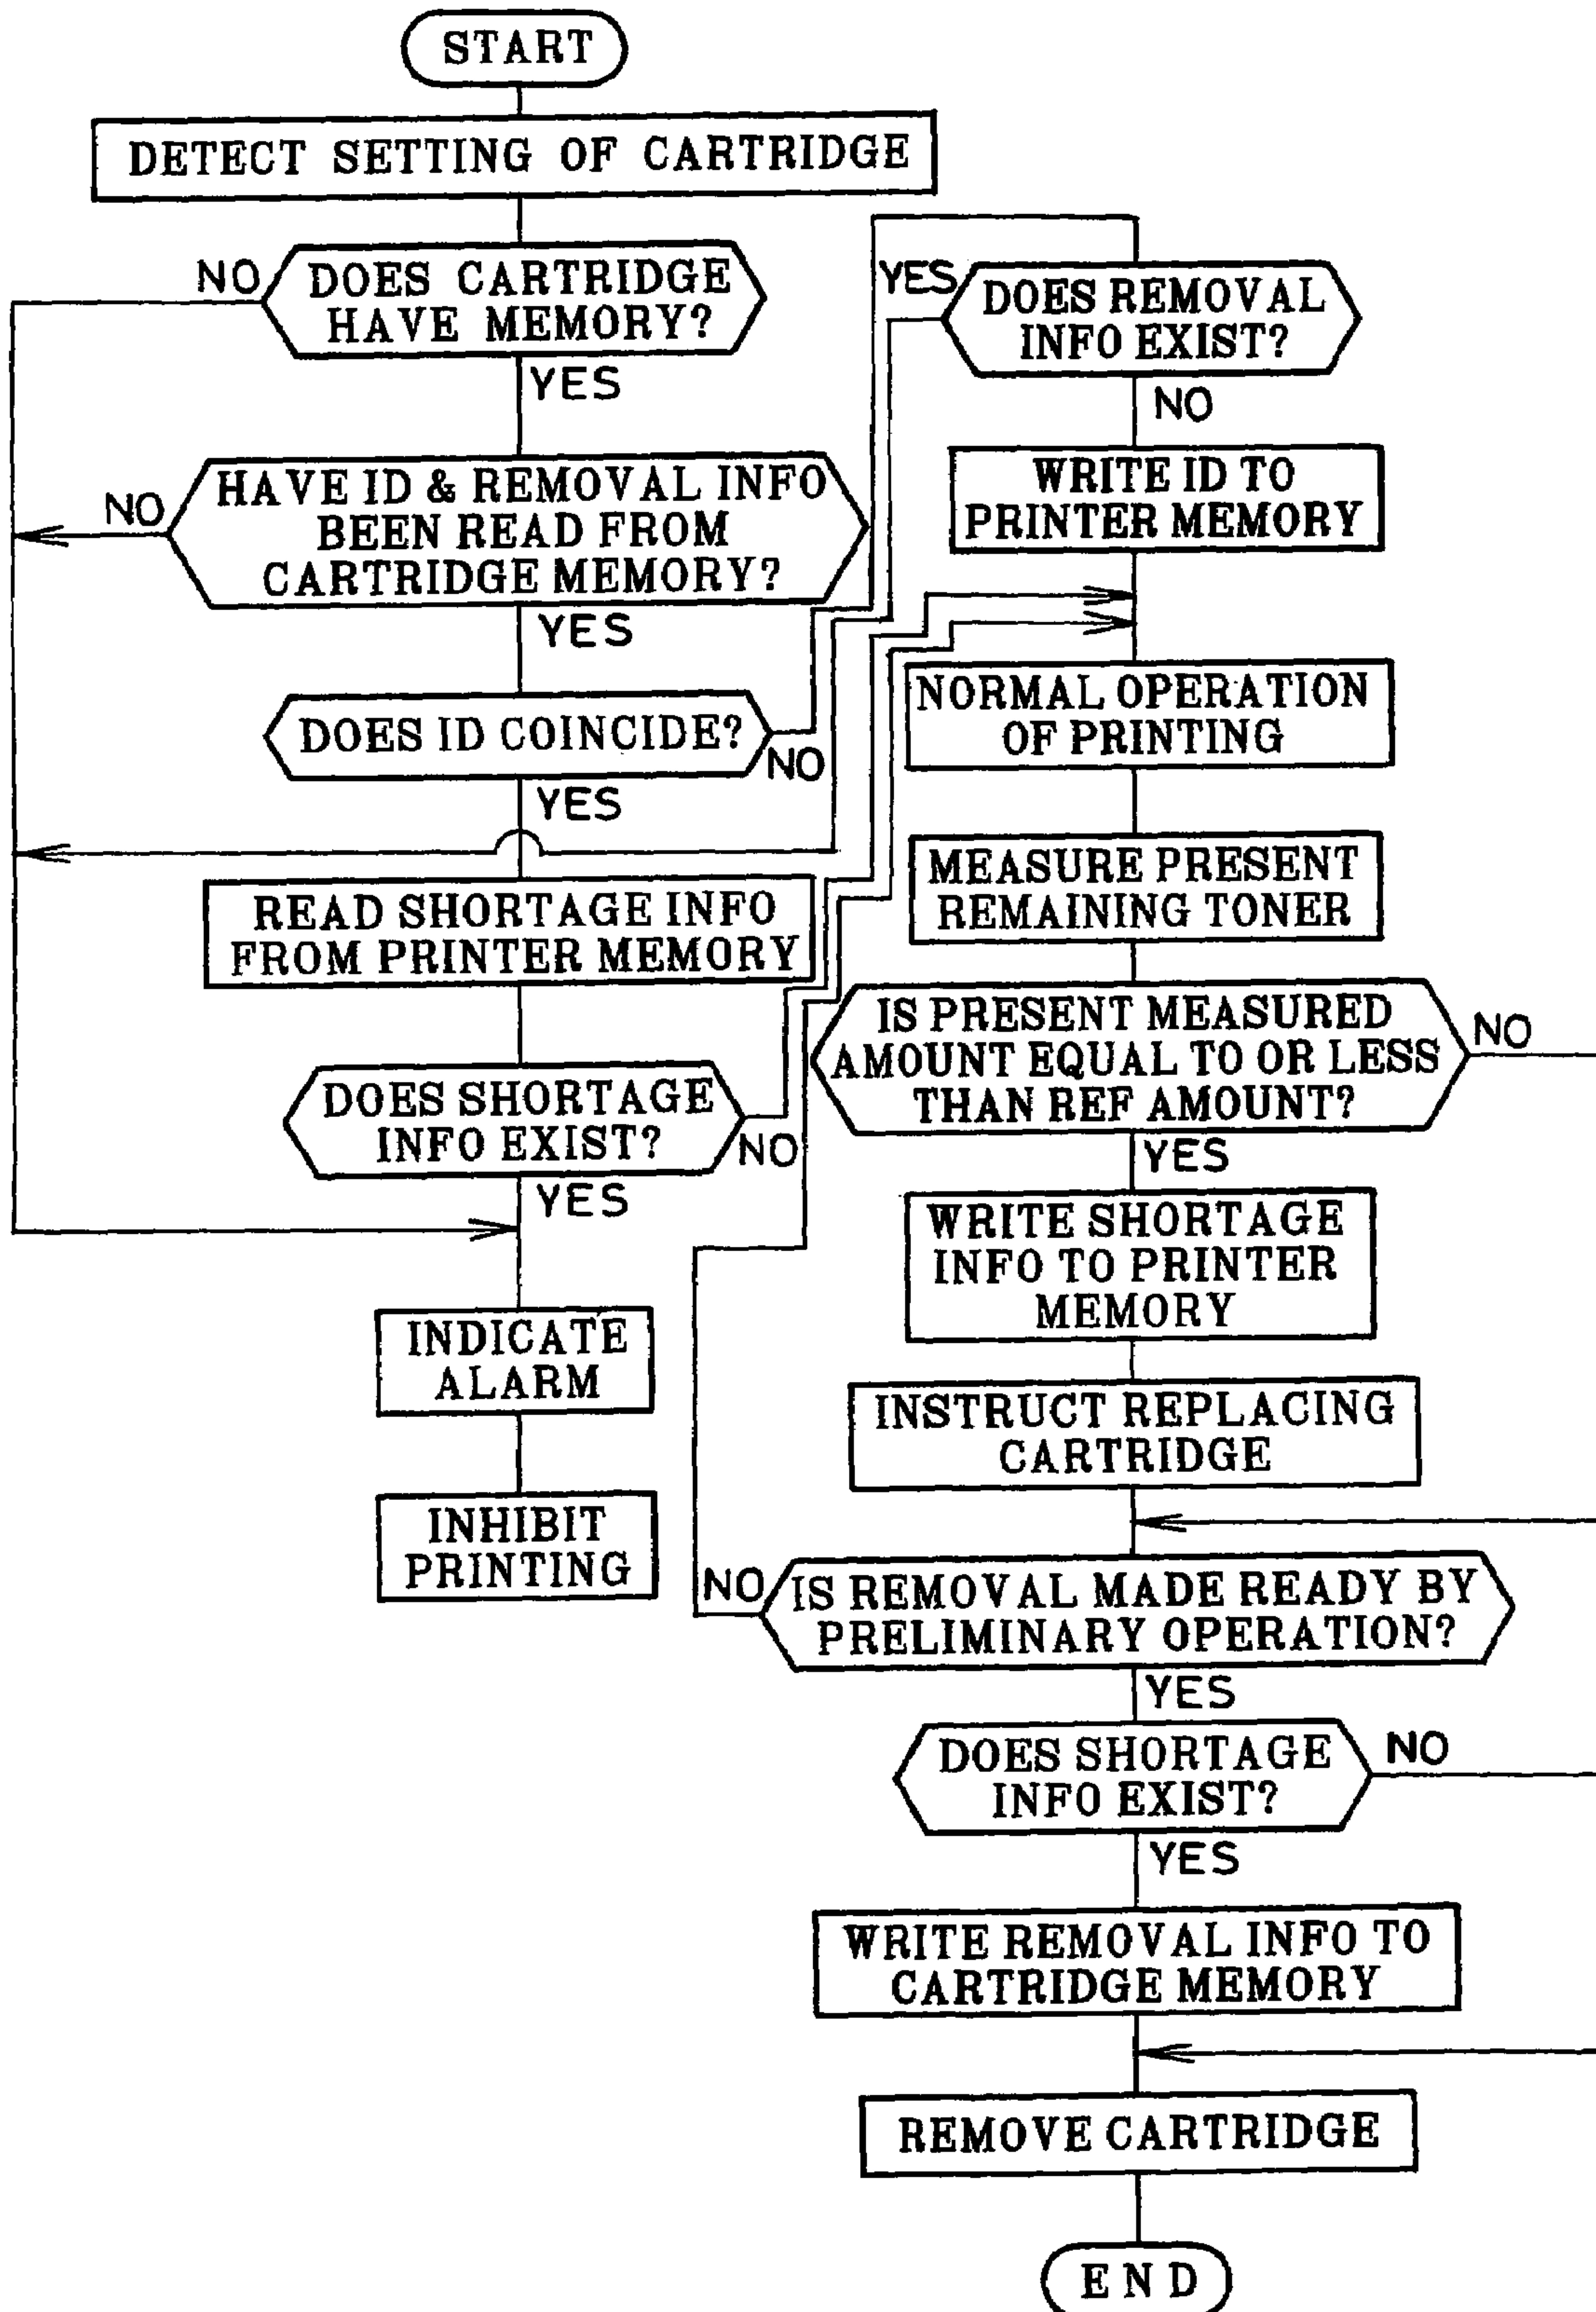 START
DETECT SETTING OF CARTRIDGE
NO
DOES CARTRIDGE
HAVE MEMORY?
YES
NO
HAVE ID & REMOVAL INFO
BEEN READ FROM
CARTRIDGE MEMORY?
YES
DOES ID COINCIDE?
NO
YES
READ SHORTAGE INFO
FROM PRINTER MEMORY
DOES SHORTAGE
INFO EXIST?
NO
YES
INDICATE
ALARM
INHIBIT
PRINTING
YES
DOES REMOVAL
INFO EXIST?
NO
WRITE ID TO
PRINTER MEMORY
NORMAL OPERATION
OF PRINTING
MEASURE PRESENT
REMAINING TONER
IS PRESENT MEASURED
AMOUNT EQUAL TO OR LESS
THAN REF AMOUNT?
NO
YES
WRITE SHORTAGE
INFO TO PRINTER
MEMORY
INSTRUCT REPLACING
CARTRIDGE
NO
IS REMOVAL MADE READY BY
PRELIMINARY OPERATION?
YES
DOES SHORTAGE
INFO EXIST?
NO
YES
WRITE REMOVAL INFO TO
CARTRIDGE MEMORY
REMOVE CARTRIDGE
END